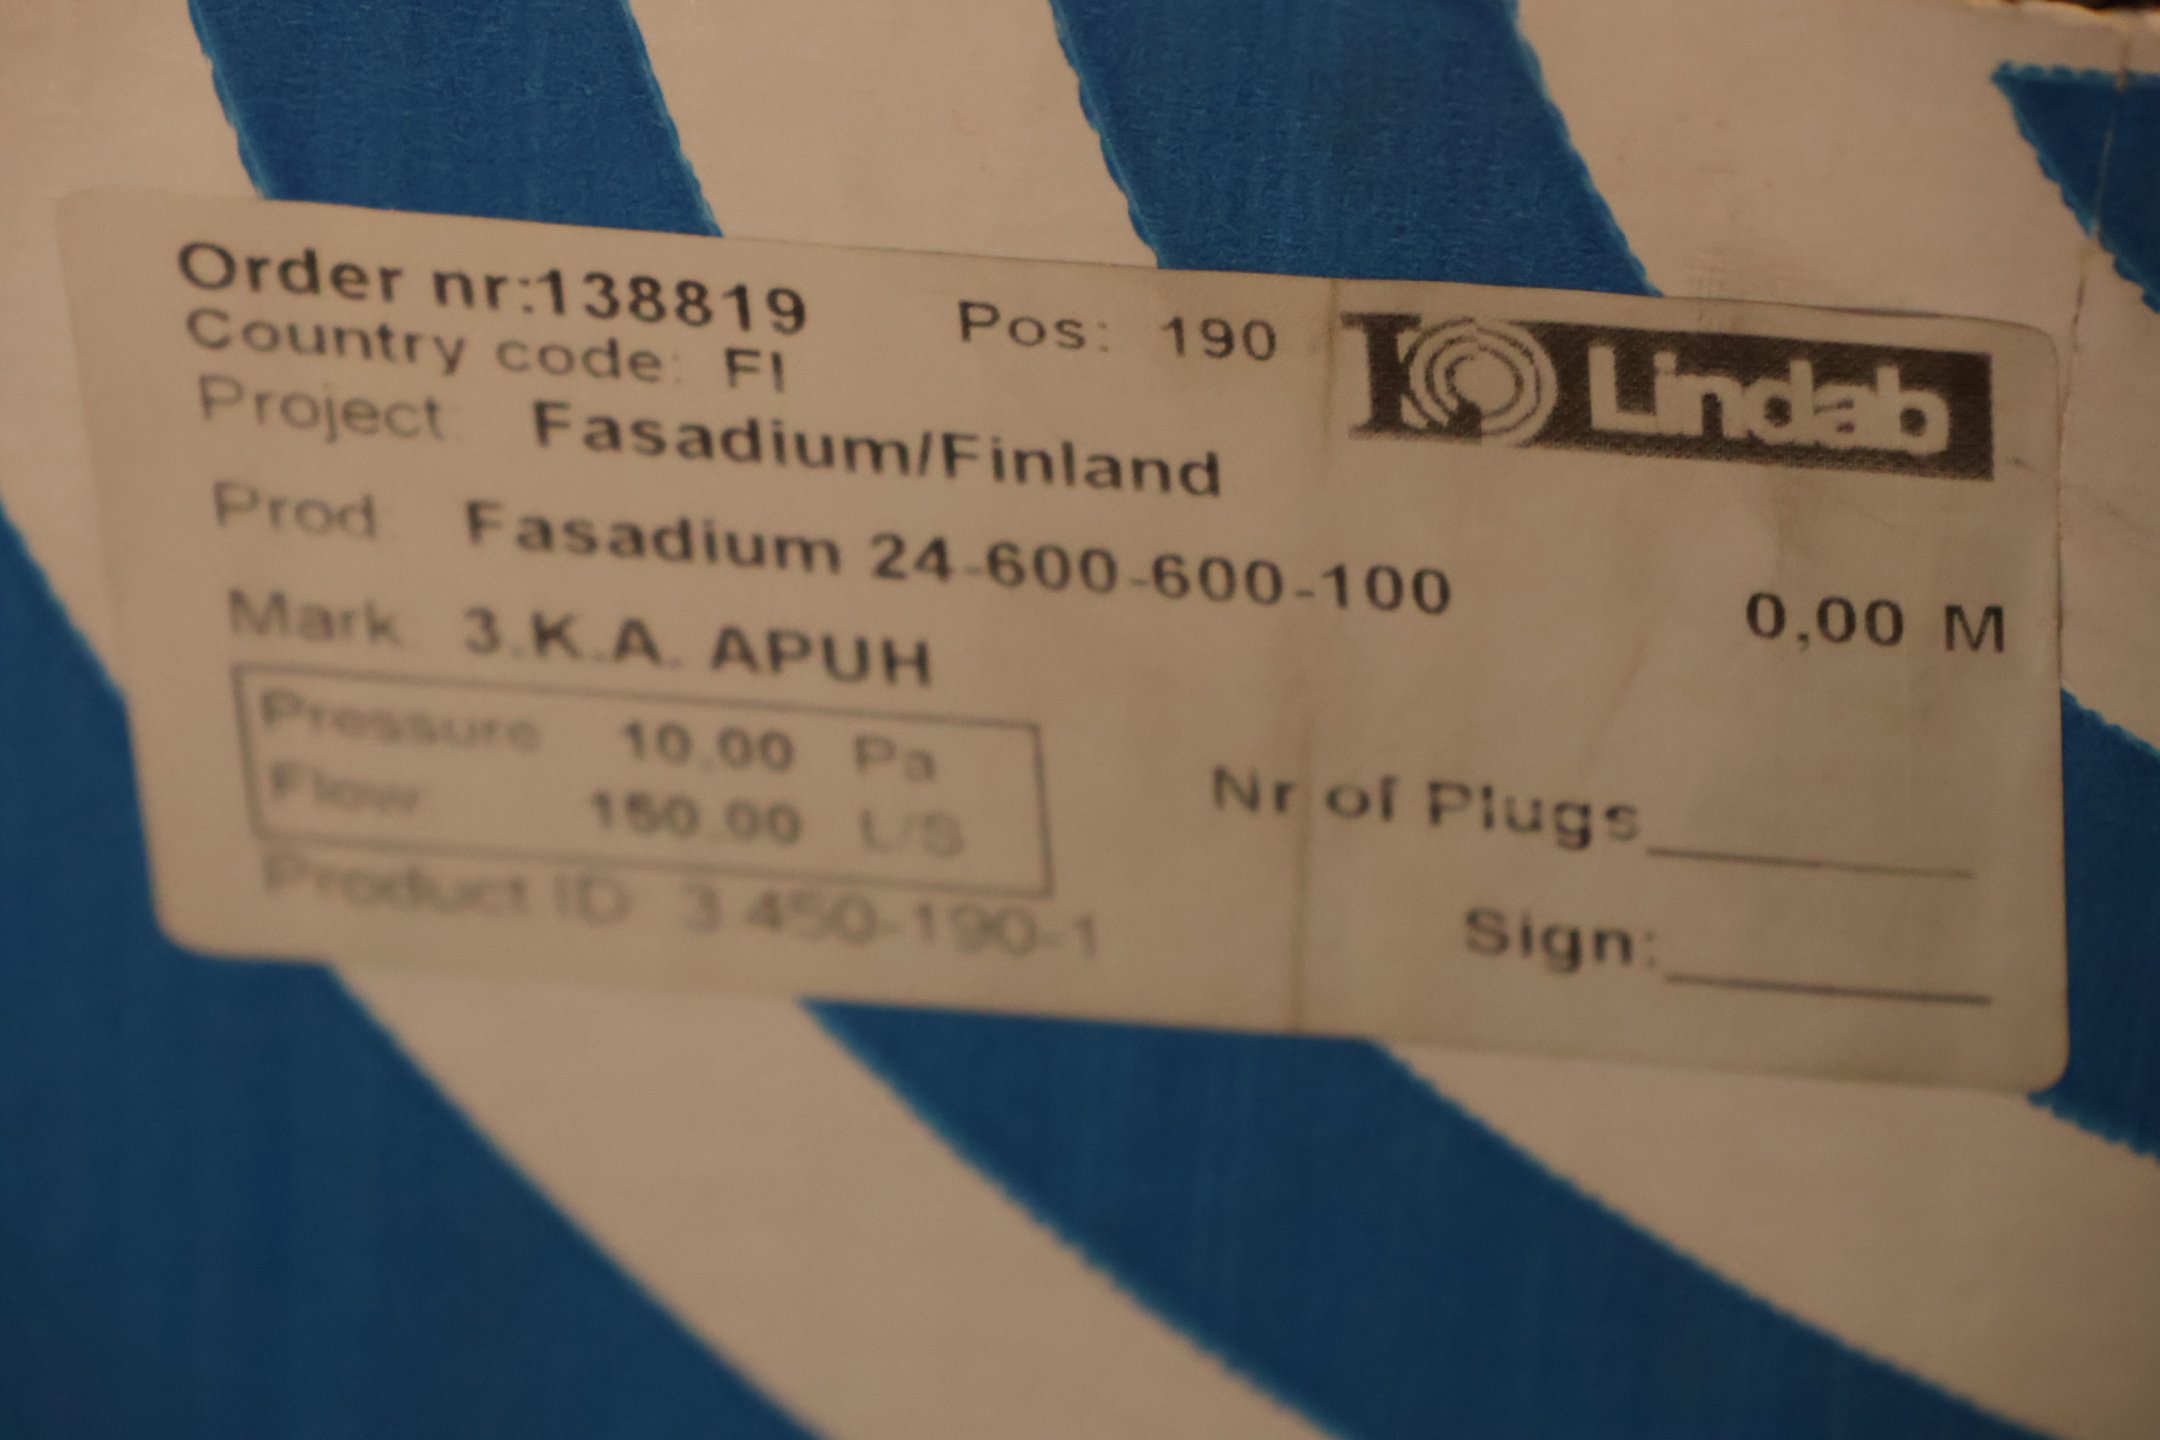 Order nr:138819 Pos: 190
Lindab
Country code: FI
Project Fasadium/Finland
Prod Fasadium 24-600-600-100 0,00 M
Mark 3.K.A. APUH
Pressure 10,00 Pa
Flow 150,00 L/S
Nr of Plugs
Product ID: 3 450-190-1
Sign: